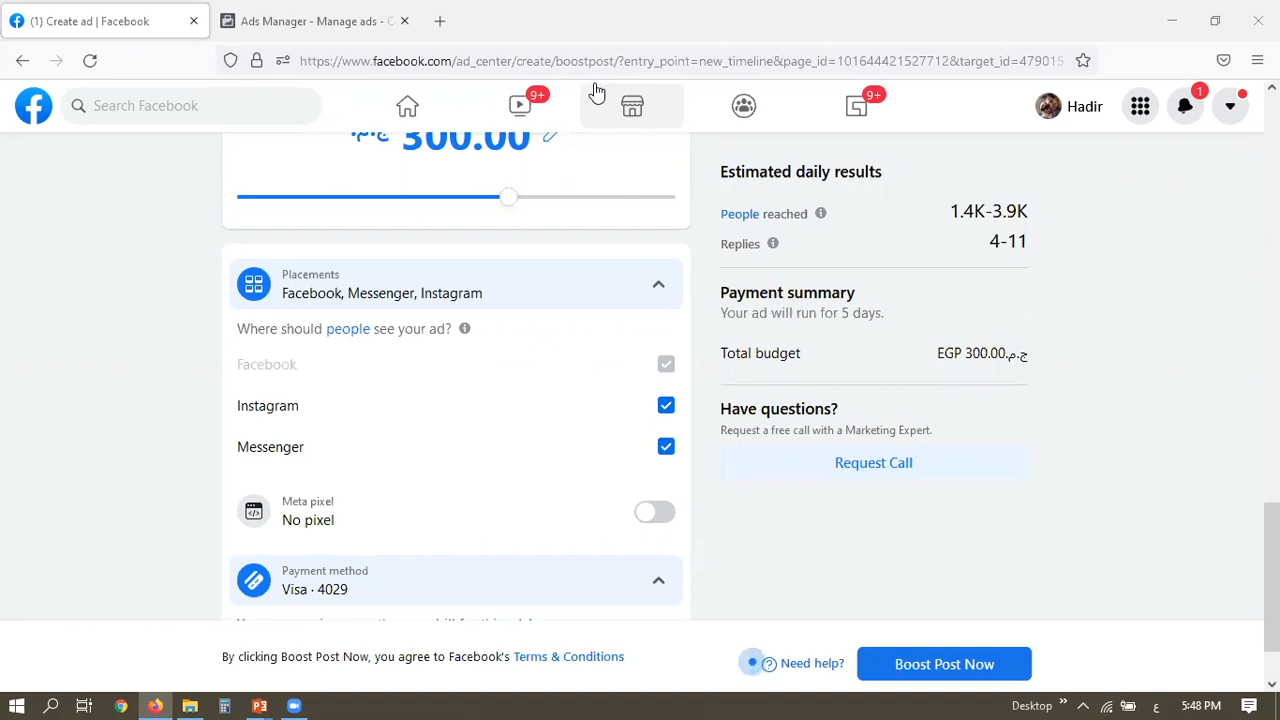 (1) Create ad | Facebook
Ads Manager - Manage ads - C
https://www.facebook.com/ad_center/create/boostpost/?entry_point=new_timeline&page_id=101644421527712&target_id=479015
Search Facebook
9+
9+
Hadir
1
ج.م.‏ 300.00
Estimated daily results
People reached 1.4K-3.9K
Replies 4-11
Payment summary
Your ad will run for 5 days.
Total budget EGP 300.00ج.م.
Have questions?
Request a free call with a Marketing Expert.
Request Call
Placements
Facebook, Messenger, Instagram
Where should people see your ad?
Facebook
Instagram
Messenger
Meta pixel
No pixel
Payment method
Visa · 4029
By clicking Boost Post Now, you agree to Facebook's Terms & Conditions
Need help?
Boost Post Now
Desktop
ع
5:48 PM